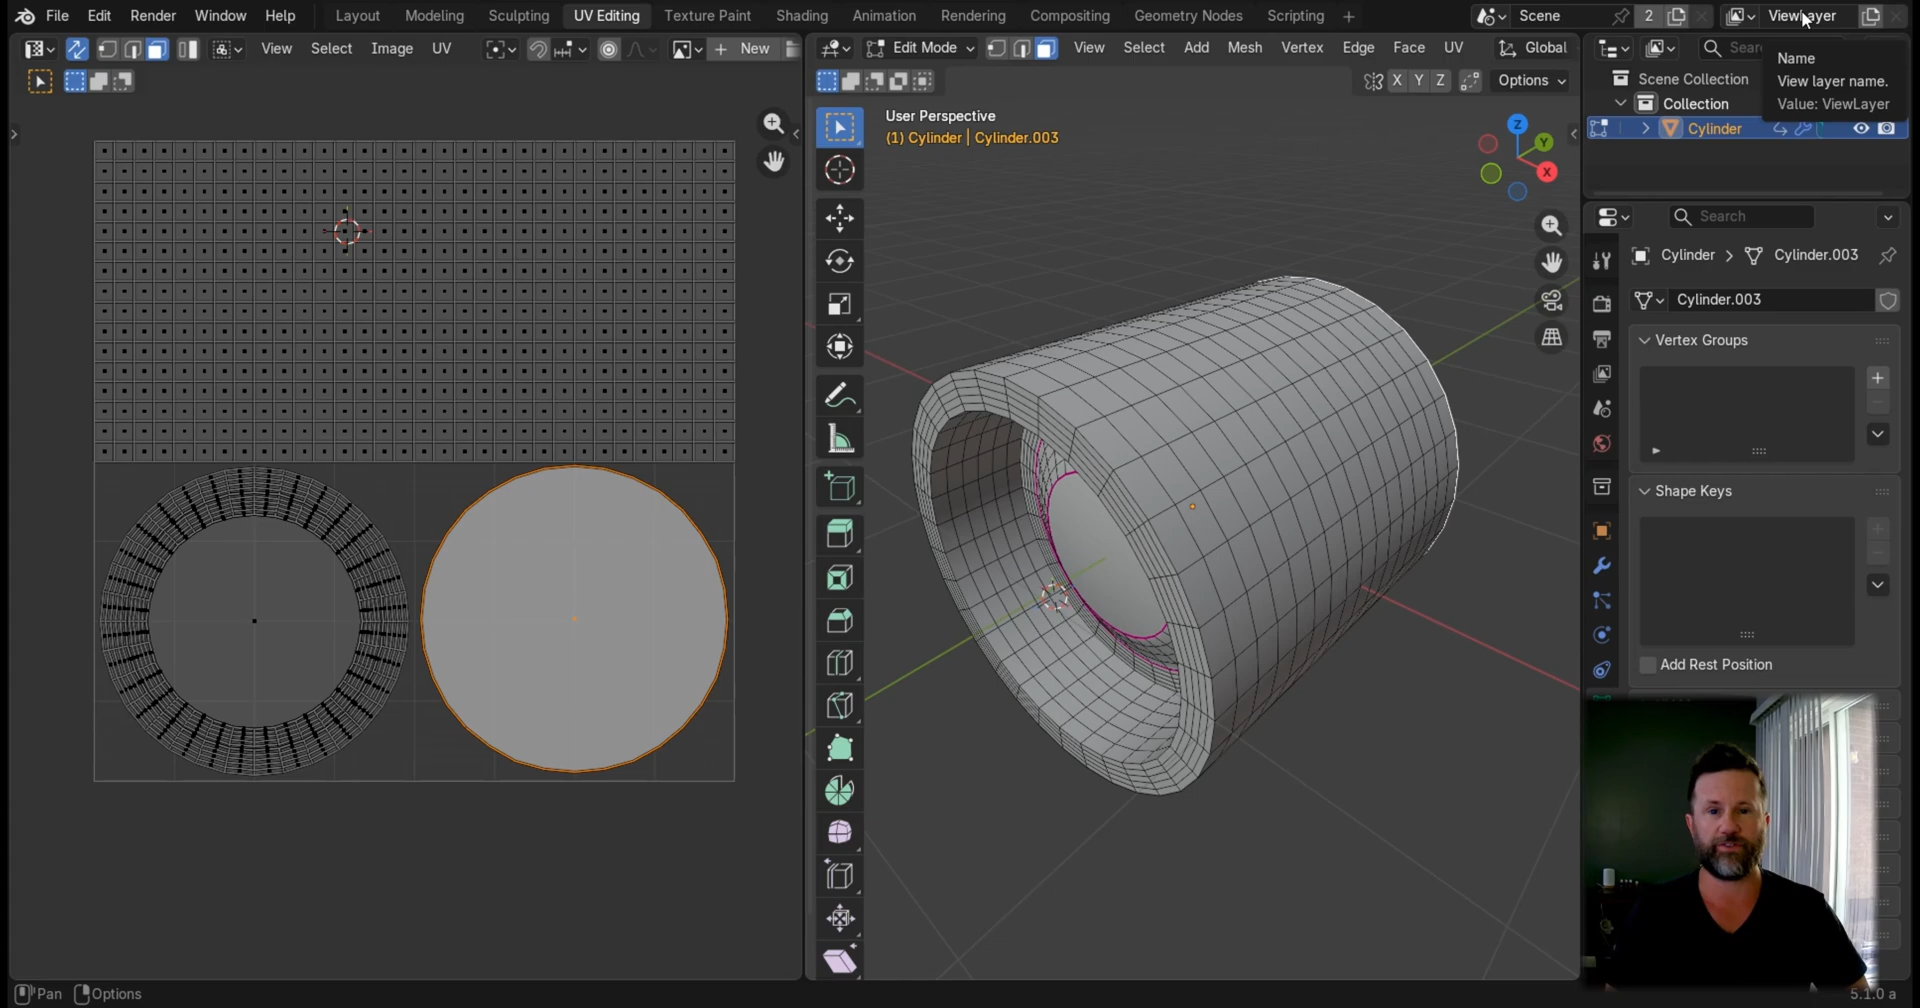 File Edit Render Window Help Layout Modeling Sculpting UV Editing Texture Paint Shading Animation Rendering Compositing Geometry Nodes Scripting + Scene 2 ViewLayer
View Select Image UV New Edit Mode View Select Add Mesh Vertex Edge Face UV Global
X Y Z Options
Name
View layer name.
Value: ViewLayer
Scene Collection
Collection
Cylinder
User Perspective
(1) Cylinder | Cylinder.003
Z
Y
X
Search
Cylinder > Cylinder.003
Cylinder.003
Vertex Groups
Shape Keys
Add Rest Position
Pan Options
5.1.0 a